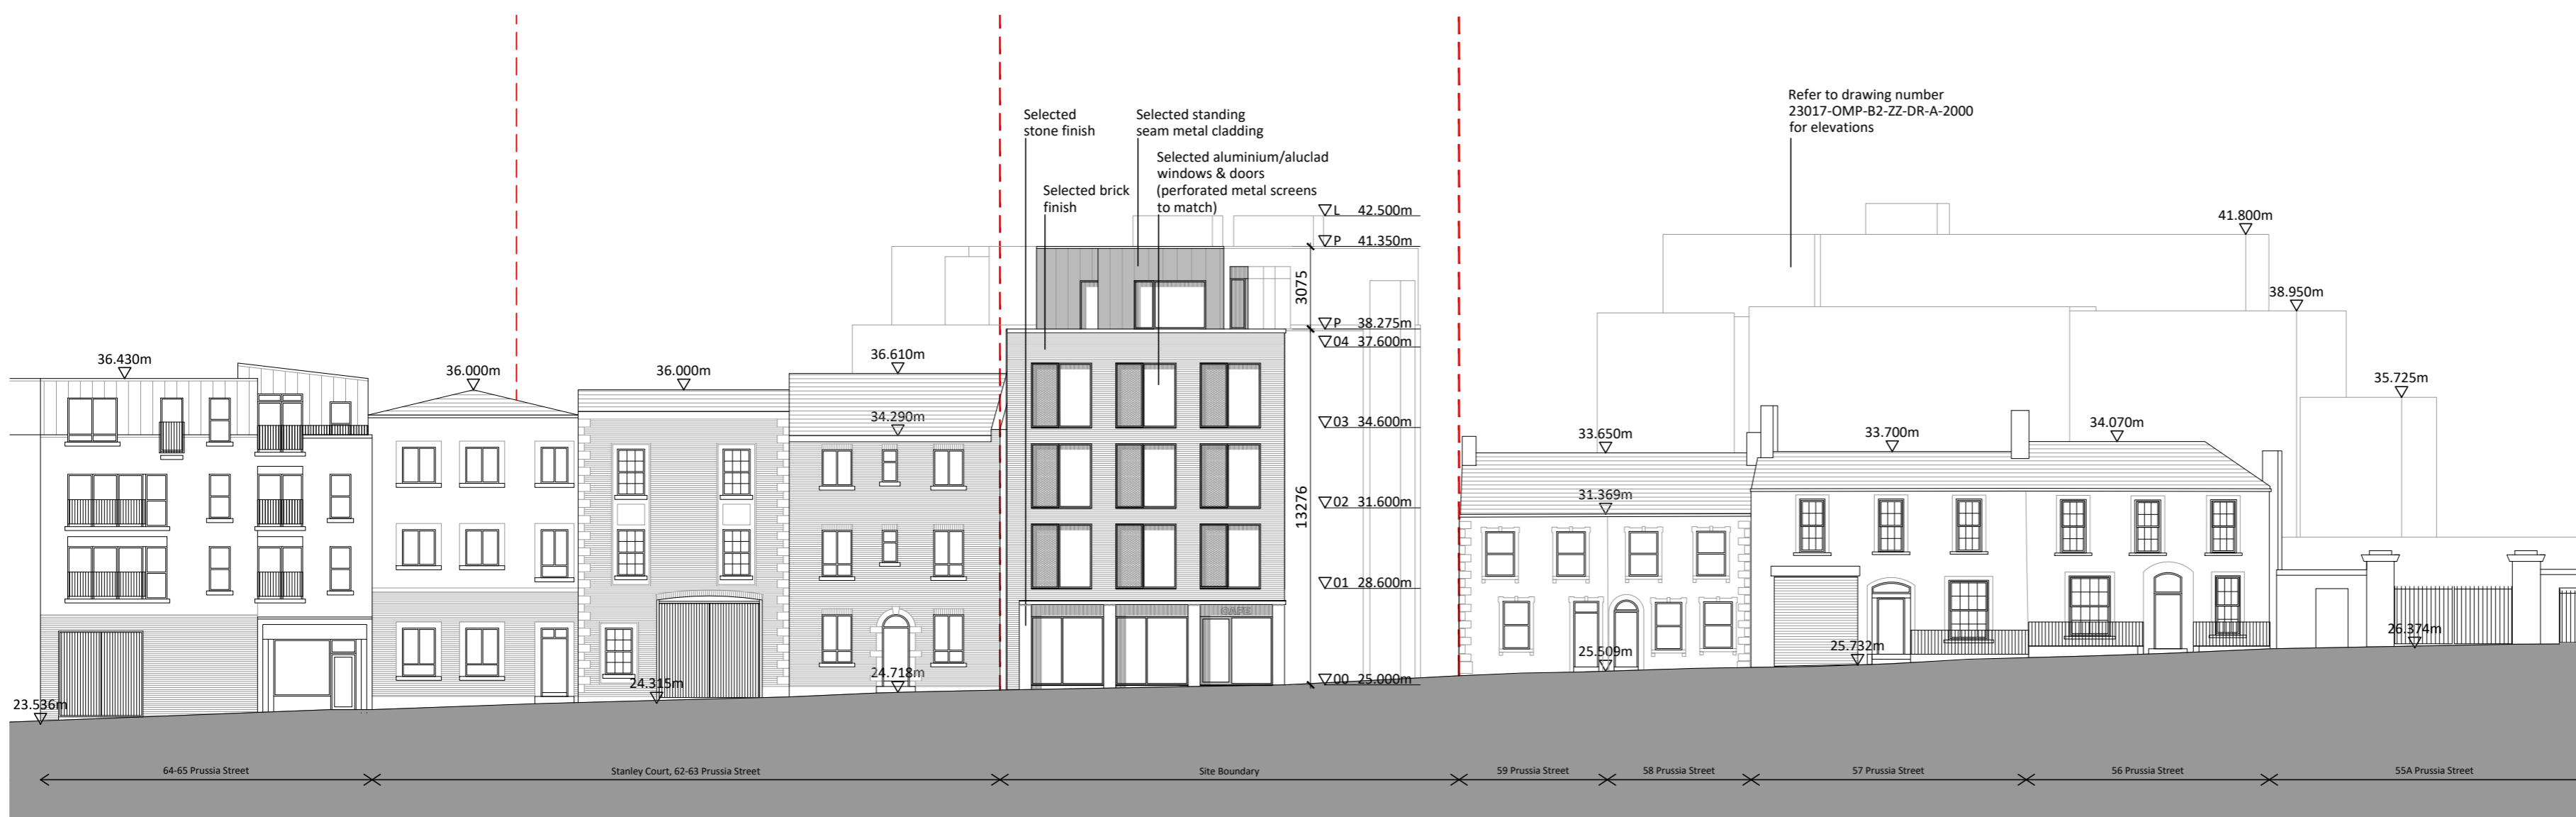 Refer to drawing number
23017-OMP-B2-ZZ-DR-A-2000
for elevations
Selected
stone finish
Selected standing
seam metal cladding
Selected aluminium/aluclad
windows & doors
(perforated metal screens
to match)
Selected brick
finish
L 42.500m
P 41.350m
3075
P 38.275m
04 37.600m
03 34.600m
02 31.600m
13276
01 28.600m
00 25.000m
41.800m
38.950m
35.725m
36.430m
36.000m
36.000m
36.610m
34.290m
33.650m
33.700m
34.070m
31.369m
CAFE
23.536m
24.315m
24.718m
25.509m
25.732m
26.374m
64-65 Prussia Street
Stanley Court, 62-63 Prussia Street
Site Boundary
59 Prussia Street
58 Prussia Street
57 Prussia Street
56 Prussia Street
55A Prussia Street